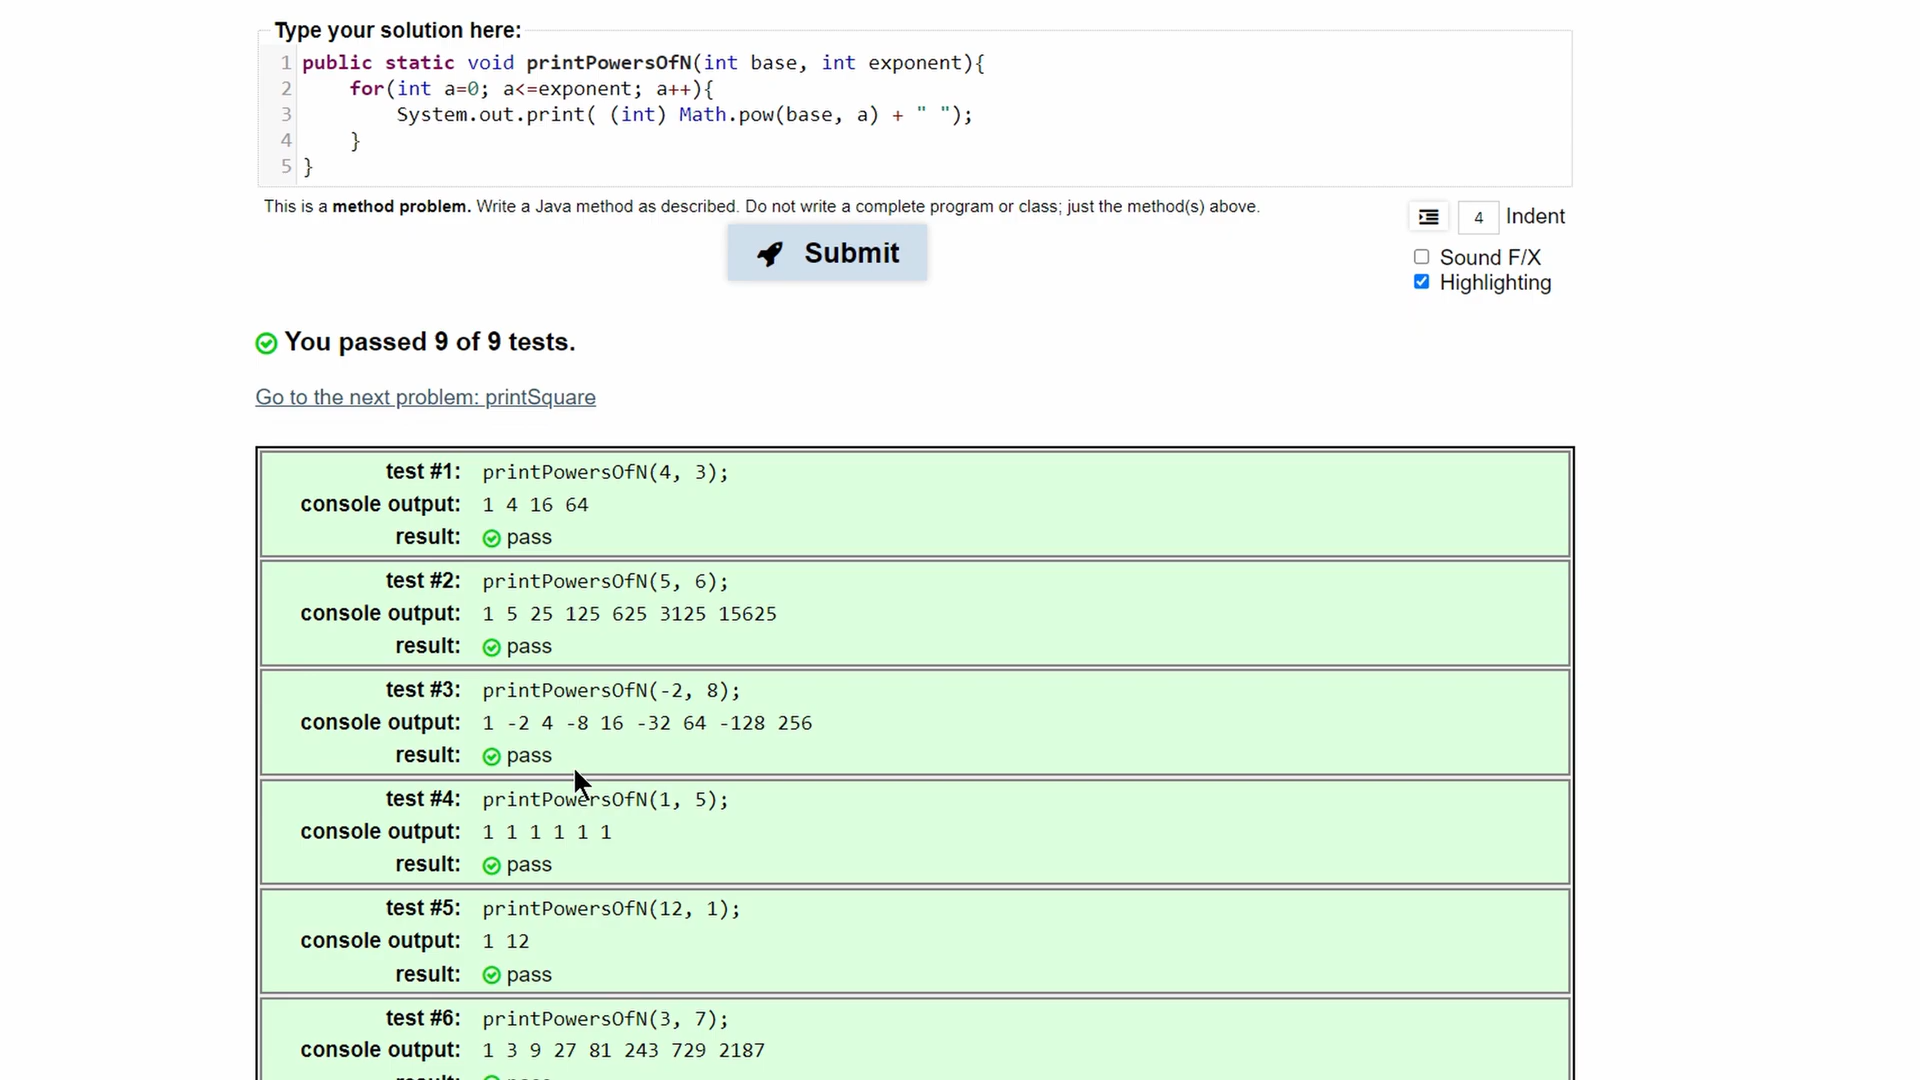 Type your solution here:
1 public static void printPowersOfN(int base, int exponent){
2 for(int a=0; a<=exponent; a++){
3 System.out.print( (int) Math.pow(base, a) + " ");
4 }
5 }
This is a method problem. Write a Java method as described. Do not write a complete program or class; just the method(s) above.
4 Indent
Submit
Sound F/X
Highlighting
You passed 9 of 9 tests.
Go to the next problem: printSquare
test #1: printPowersOfN(4, 3);
console output: 1 4 16 64
result: pass
test #2: printPowersOfN(5, 6);
console output: 1 5 25 125 625 3125 15625
result: pass
test #3: printPowersOfN(-2, 8);
console output: 1 -2 4 -8 16 -32 64 -128 256
result: pass
test #4: printPowersOfN(1, 5);
console output: 1 1 1 1 1 1
result: pass
test #5: printPowersOfN(12, 1);
console output: 1 12
result: pass
test #6: printPowersOfN(3, 7);
console output: 1 3 9 27 81 243 729 2187